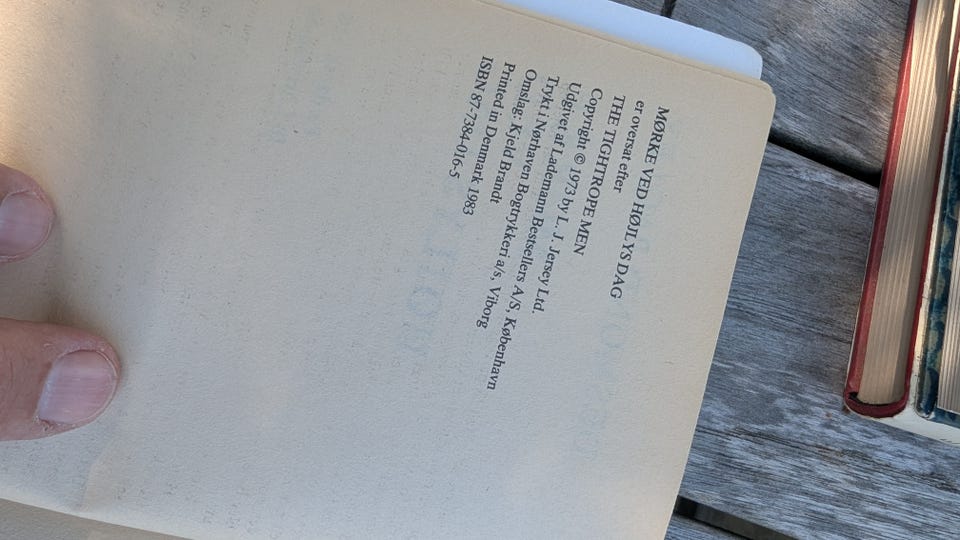 MØRKE VED HØJLYS DAG
er oversat efter
THE TIGHTROPE MEN
Copyright © 1973 by L. J. Jersey Ltd.
Udgivet af Lademann Bestsellers A/S, København
Trykt i Nørhaven Bogtrykkeri a/s, Viborg
Omslag: Kjeld Brandt
Printed in Denmark 1983
ISBN 87-7384-016-5